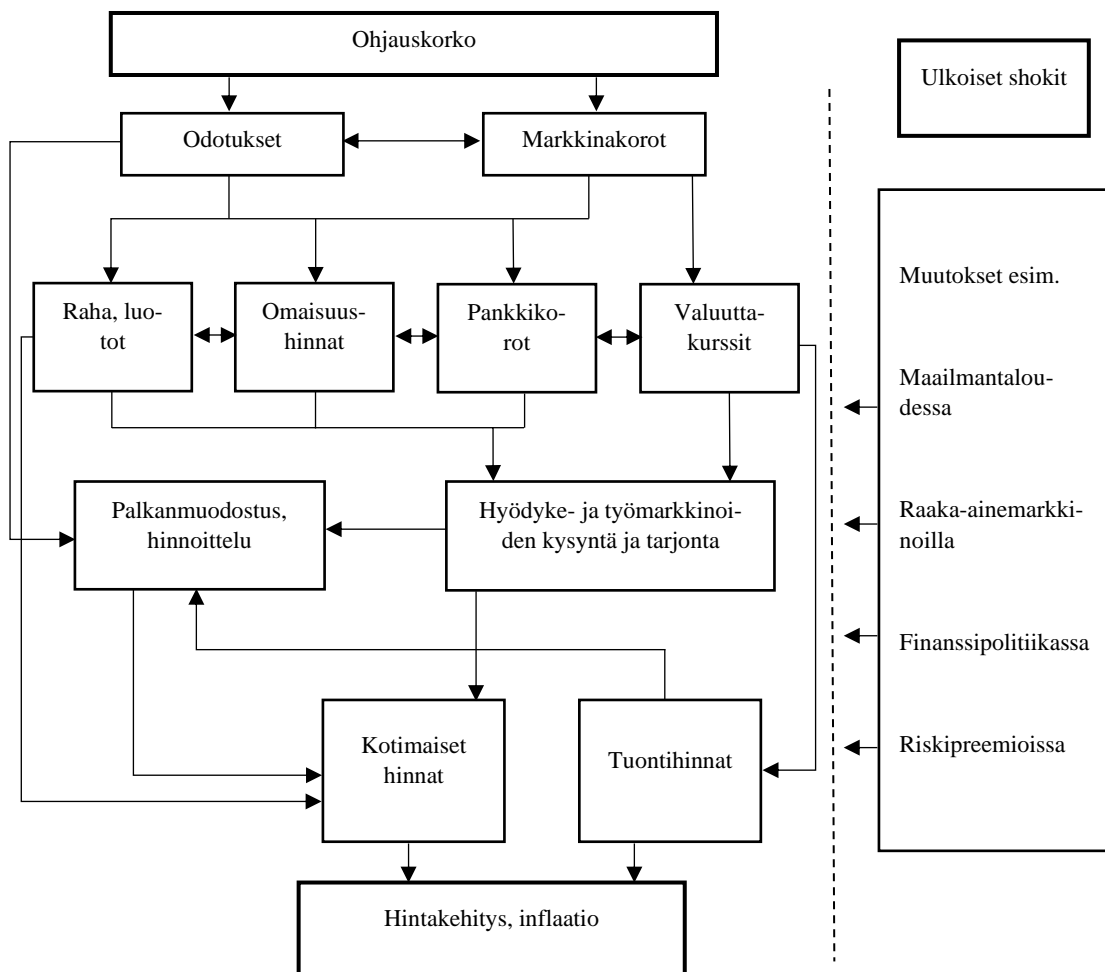 Ohjauskorko
Ulkoiset shokit
Odotukset
Markkinakorot
Raha, luo-
tot
Omaisuus-
hinnat
Pankkiko-
rot
Valuutta-
kurssit
Muutokset esim.
Maailmantalou-
dessa
Palkanmuodostus,
hinnoittelu
Hyödyke- ja työmarkkinoi-
den kysyntä ja tarjonta
Raaka-ainemarkki-
noilla
Finanssipolitiikassa
Kotimaiset
hinnat
Tuontihinnat
Riskipreemioissa
Hintakehitys, inflaatio